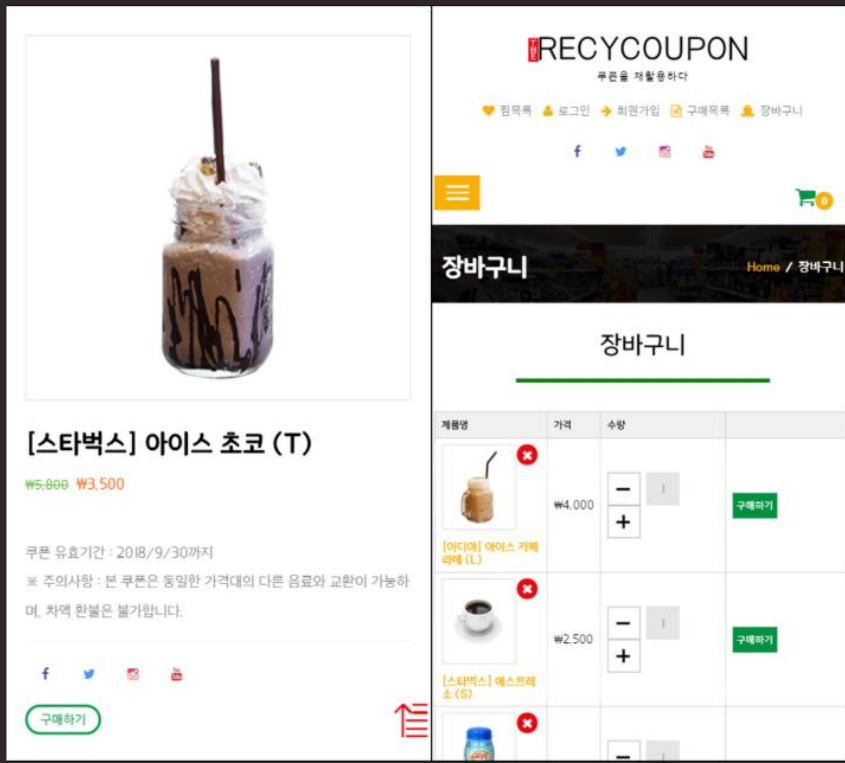 [스타벅스] 아이스 초코 (T)
₩5,800 ₩3,500
쿠폰 유효기간 : 2018/9/30까지
※ 주의사항 : 본 쿠폰은 동일한 가격대의 다른 음료와 교환이 가능하
며, 차액 환불은 불가합니다.
구매하기
THE RECYCOUPON
쿠폰을 재활용하다
찜목록 로그인 회원가입 구매목록 장바구니
0
장바구니
Home / 장바구니
장바구니
제품명 가격 수량
₩4,000
1
구매하기
[이디야] 아이스 카페
라떼 (L)
₩2,500
1
구매하기
[스타벅스] 에스프레
소 (S)
1